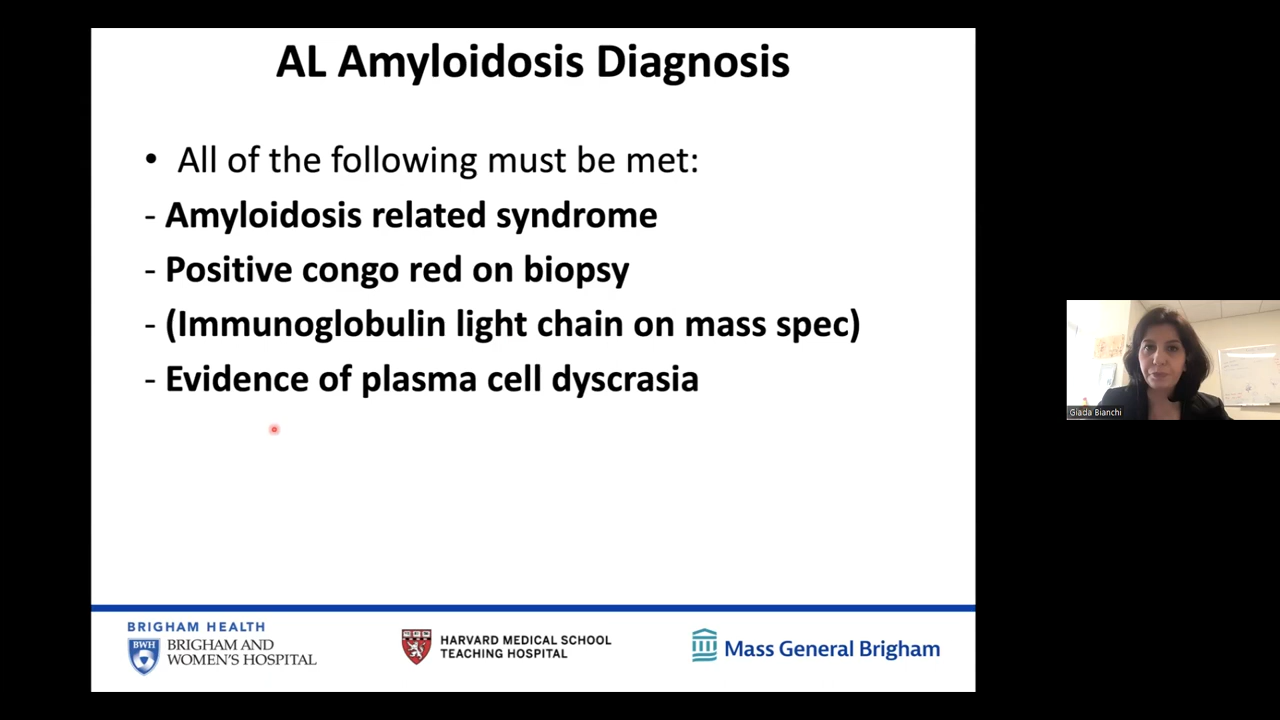 AL Amyloidosis Diagnosis
• All of the following must be met:
- Amyloidosis related syndrome
- Positive congo red on biopsy
- (Immunoglobulin light chain on mass spec)
- Evidence of plasma cell dyscrasia
Giada Bianchi
BRIGHAM HEALTH
BWH
BRIGHAM AND
WOMEN'S HOSPITAL
HARVARD MEDICAL SCHOOL
TEACHING HOSPITAL
Mass General Brigham